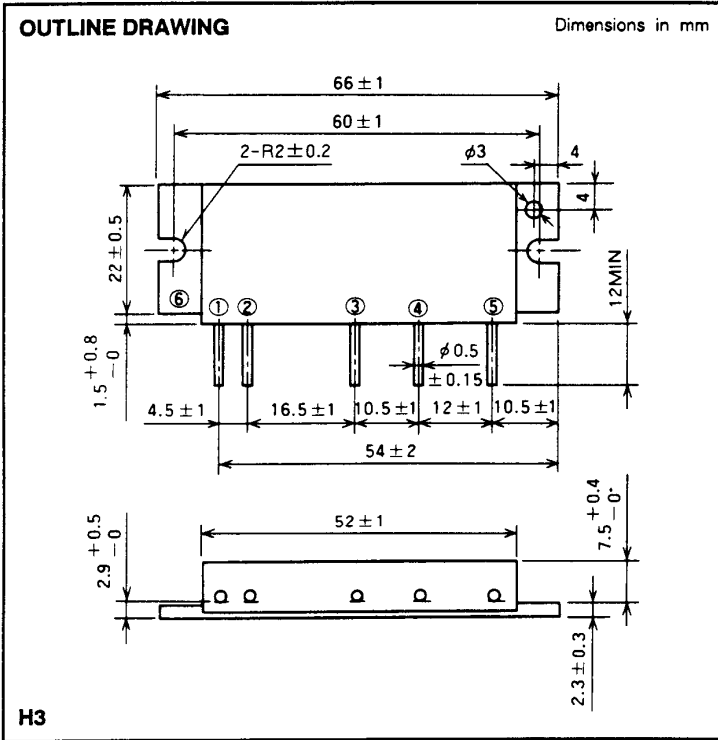 OUTLINE DRAWING
Dimensions in mm
66±1
60±1
2-R2±0.2
φ3
4
4
22±0.5
⑥
① ② ③ ④ ⑤
12MIN
φ0.5
±0.15
1.5 +0.8 −0
4.5±1
16.5±1
10.5±1
12±1
10.5±1
54±2
2.9 +0.5 −0
52±1
7.5 +0.4 −0
2.3±0.3
H3